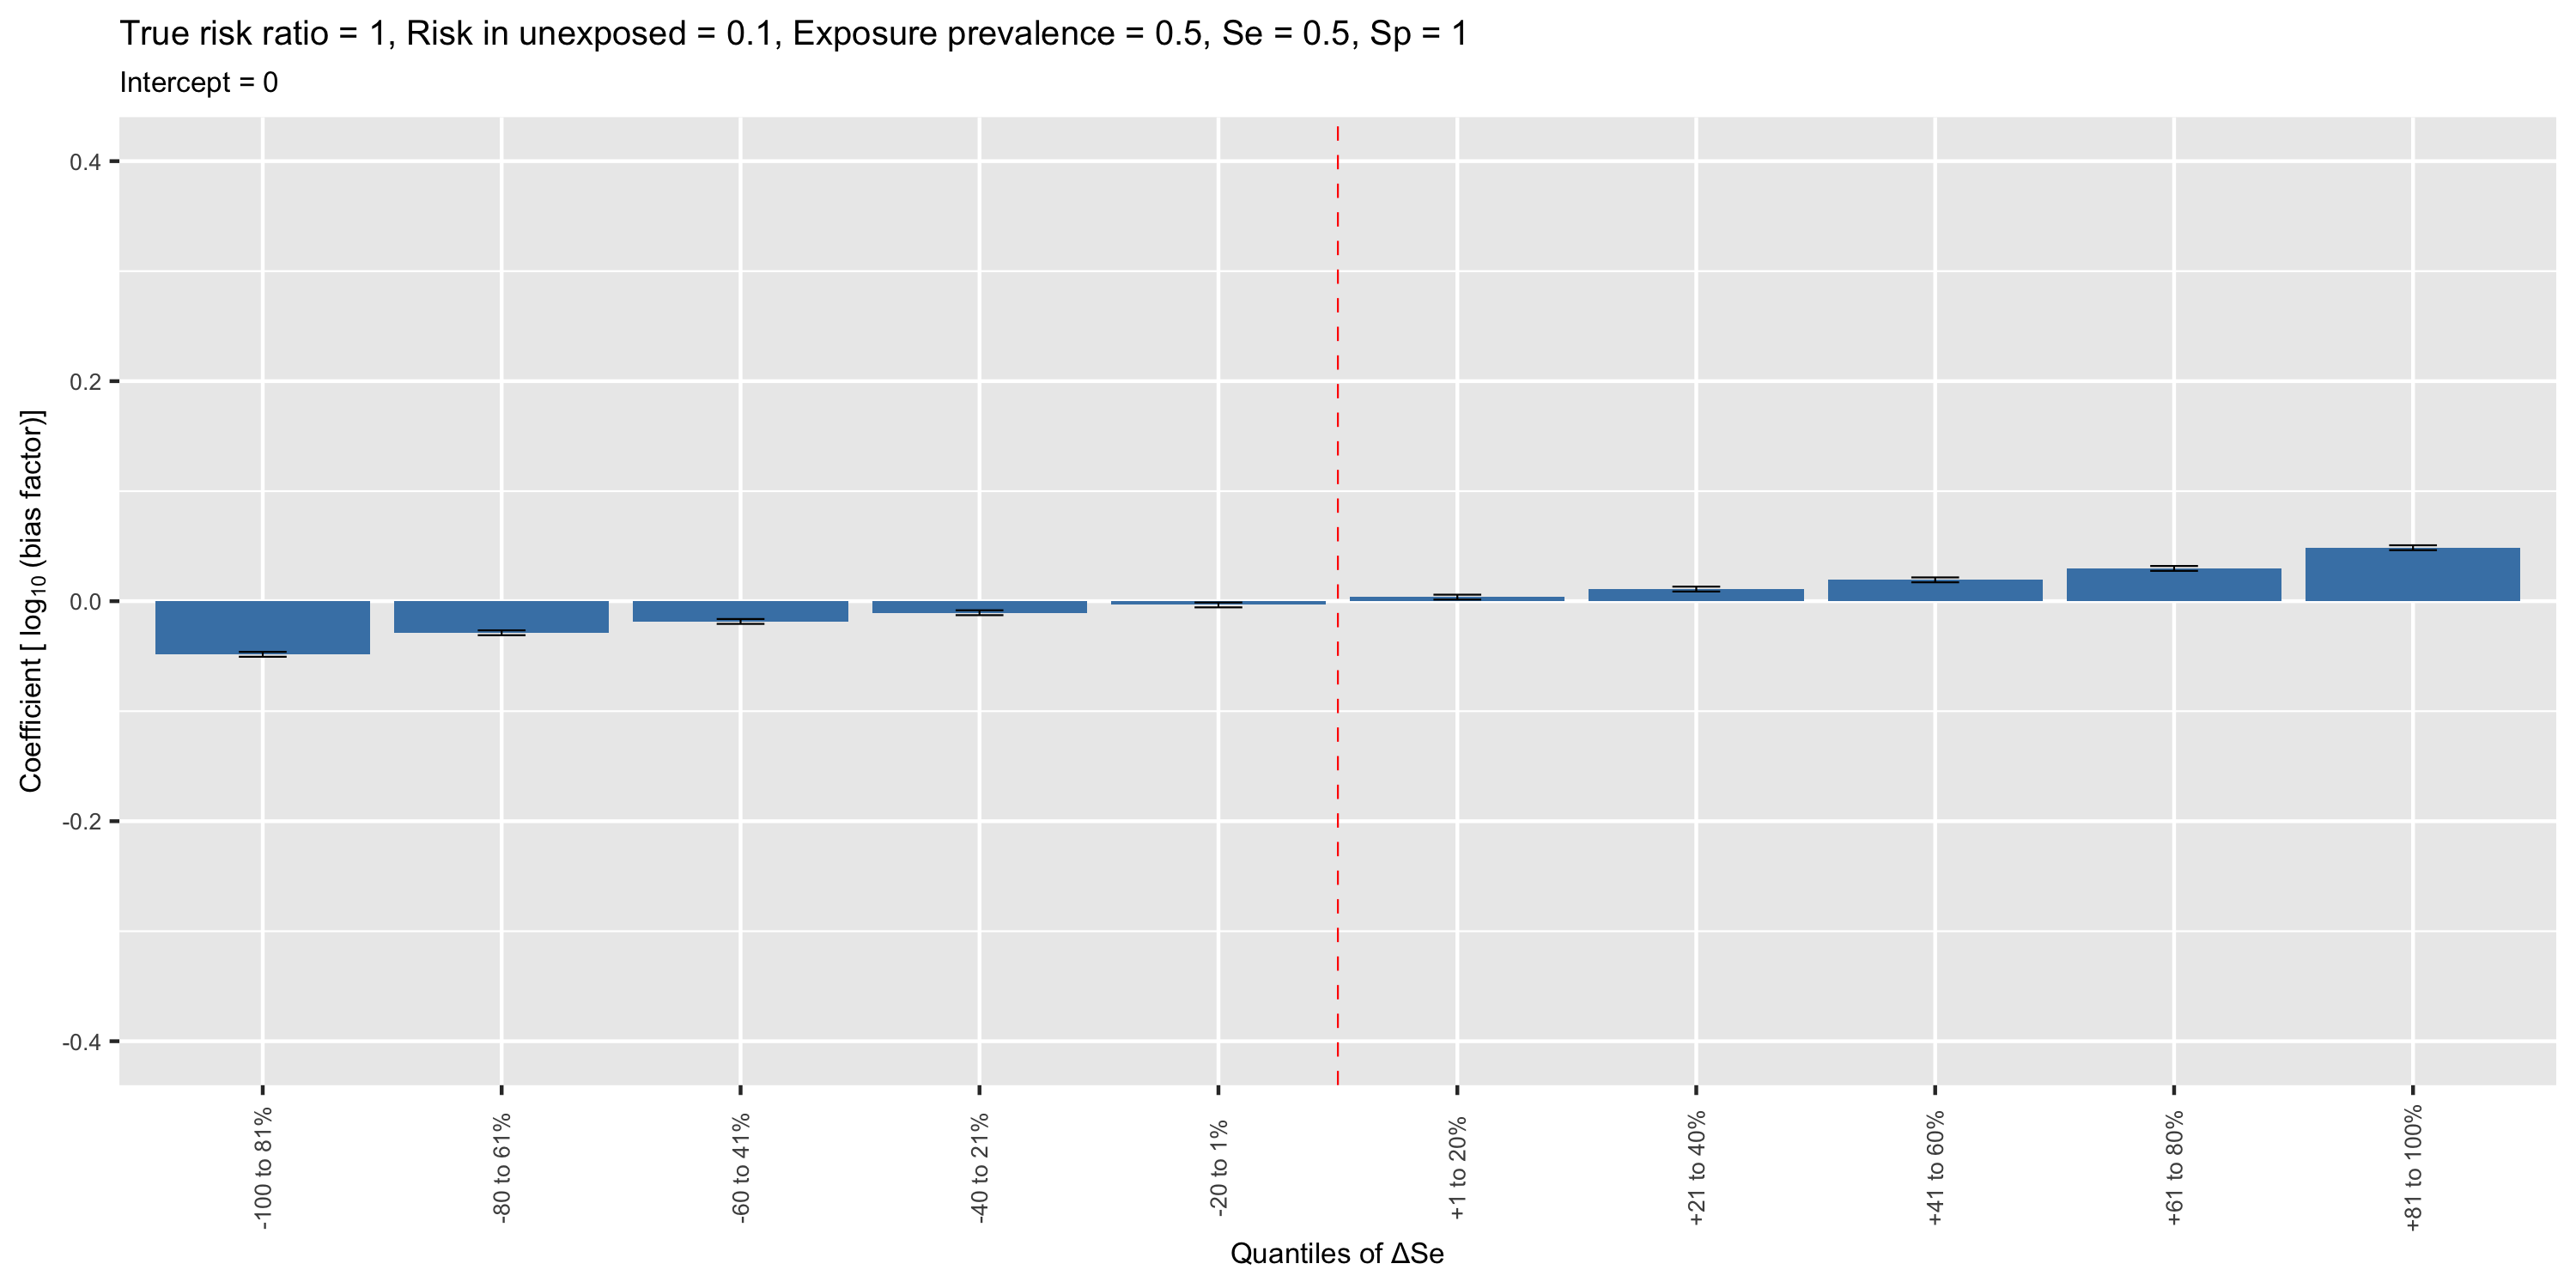 True risk ratio = 1, Risk in unexposed = 0.1, Exposure prevalence = 0.5, Se = 0.5, Sp = 1
Intercept = 0
Coefficient [ log₁₀ (bias factor)]
0.4
0.2
0.0
-0.2
-0.4
-100 to 81%
-80 to 61%
-60 to 41%
-40 to 21%
-20 to 1%
+1 to 20%
+21 to 40%
+41 to 60%
+61 to 80%
+81 to 100%
Quantiles of ΔSe